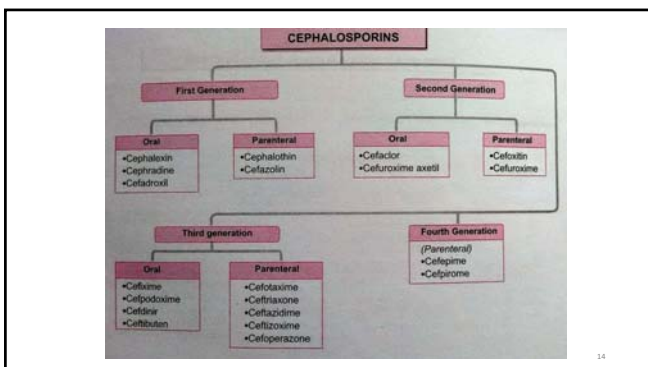 CEPHALOSPORINS
First Generation
Second Generation
Oral
•Cephalexin
•Cephradine
•Cefadroxil
Parenteral
•Cephalothin
•Cefazolin
Oral
•Cefaclor
•Cefuroxime axetil
Parenteral
•Cefoxitin
•Cefuroxime
Third generation
Fourth Generation
(Parenteral)
•Cefepime
•Cefpirome
Oral
•Cefixime
•Cefpodoxime
•Cefdinir
•Ceftibuten
Parenteral
•Cefotaxime
•Ceftriaxone
•Ceftazidime
•Ceftizoxime
•Cefoperazone
14